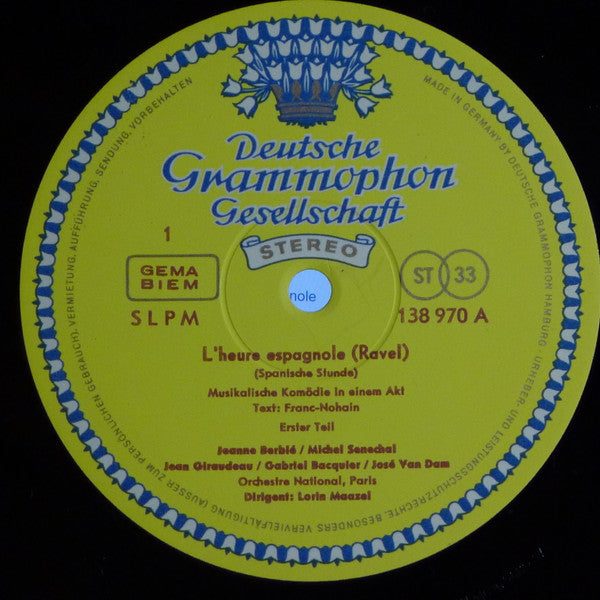 Deutsche
Grammophon
Gesellschaft
STEREO
1
GEMA
BIEM
ST 33
SLPM
138 970 A
nole
L'heure espagnole (Ravel)
(Spanische Stunde)
Musikalische Komödie in einem Akt
Text: Franc-Nohain
Erster Teil
Jeanne Berbié / Michel Senechal
Jean Giraudeau / Gabriel Bacquier / José Van Dam
Orchestre National, Paris
Dirigent: Lorin Maazel
MADE IN GERMANY BY DEUTSCHE GRAMMOPHON HAMBURG · URHEBER- UND LEISTUNGSSCHUTZRECHTE, BESONDERS VERVIELFÄLTIGUNG (AUSSER ZUM PERSÖNLICHEN GEBRAUCH), VERMIETUNG, AUFFÜHRUNG, SENDUNG, VORBEHALTEN